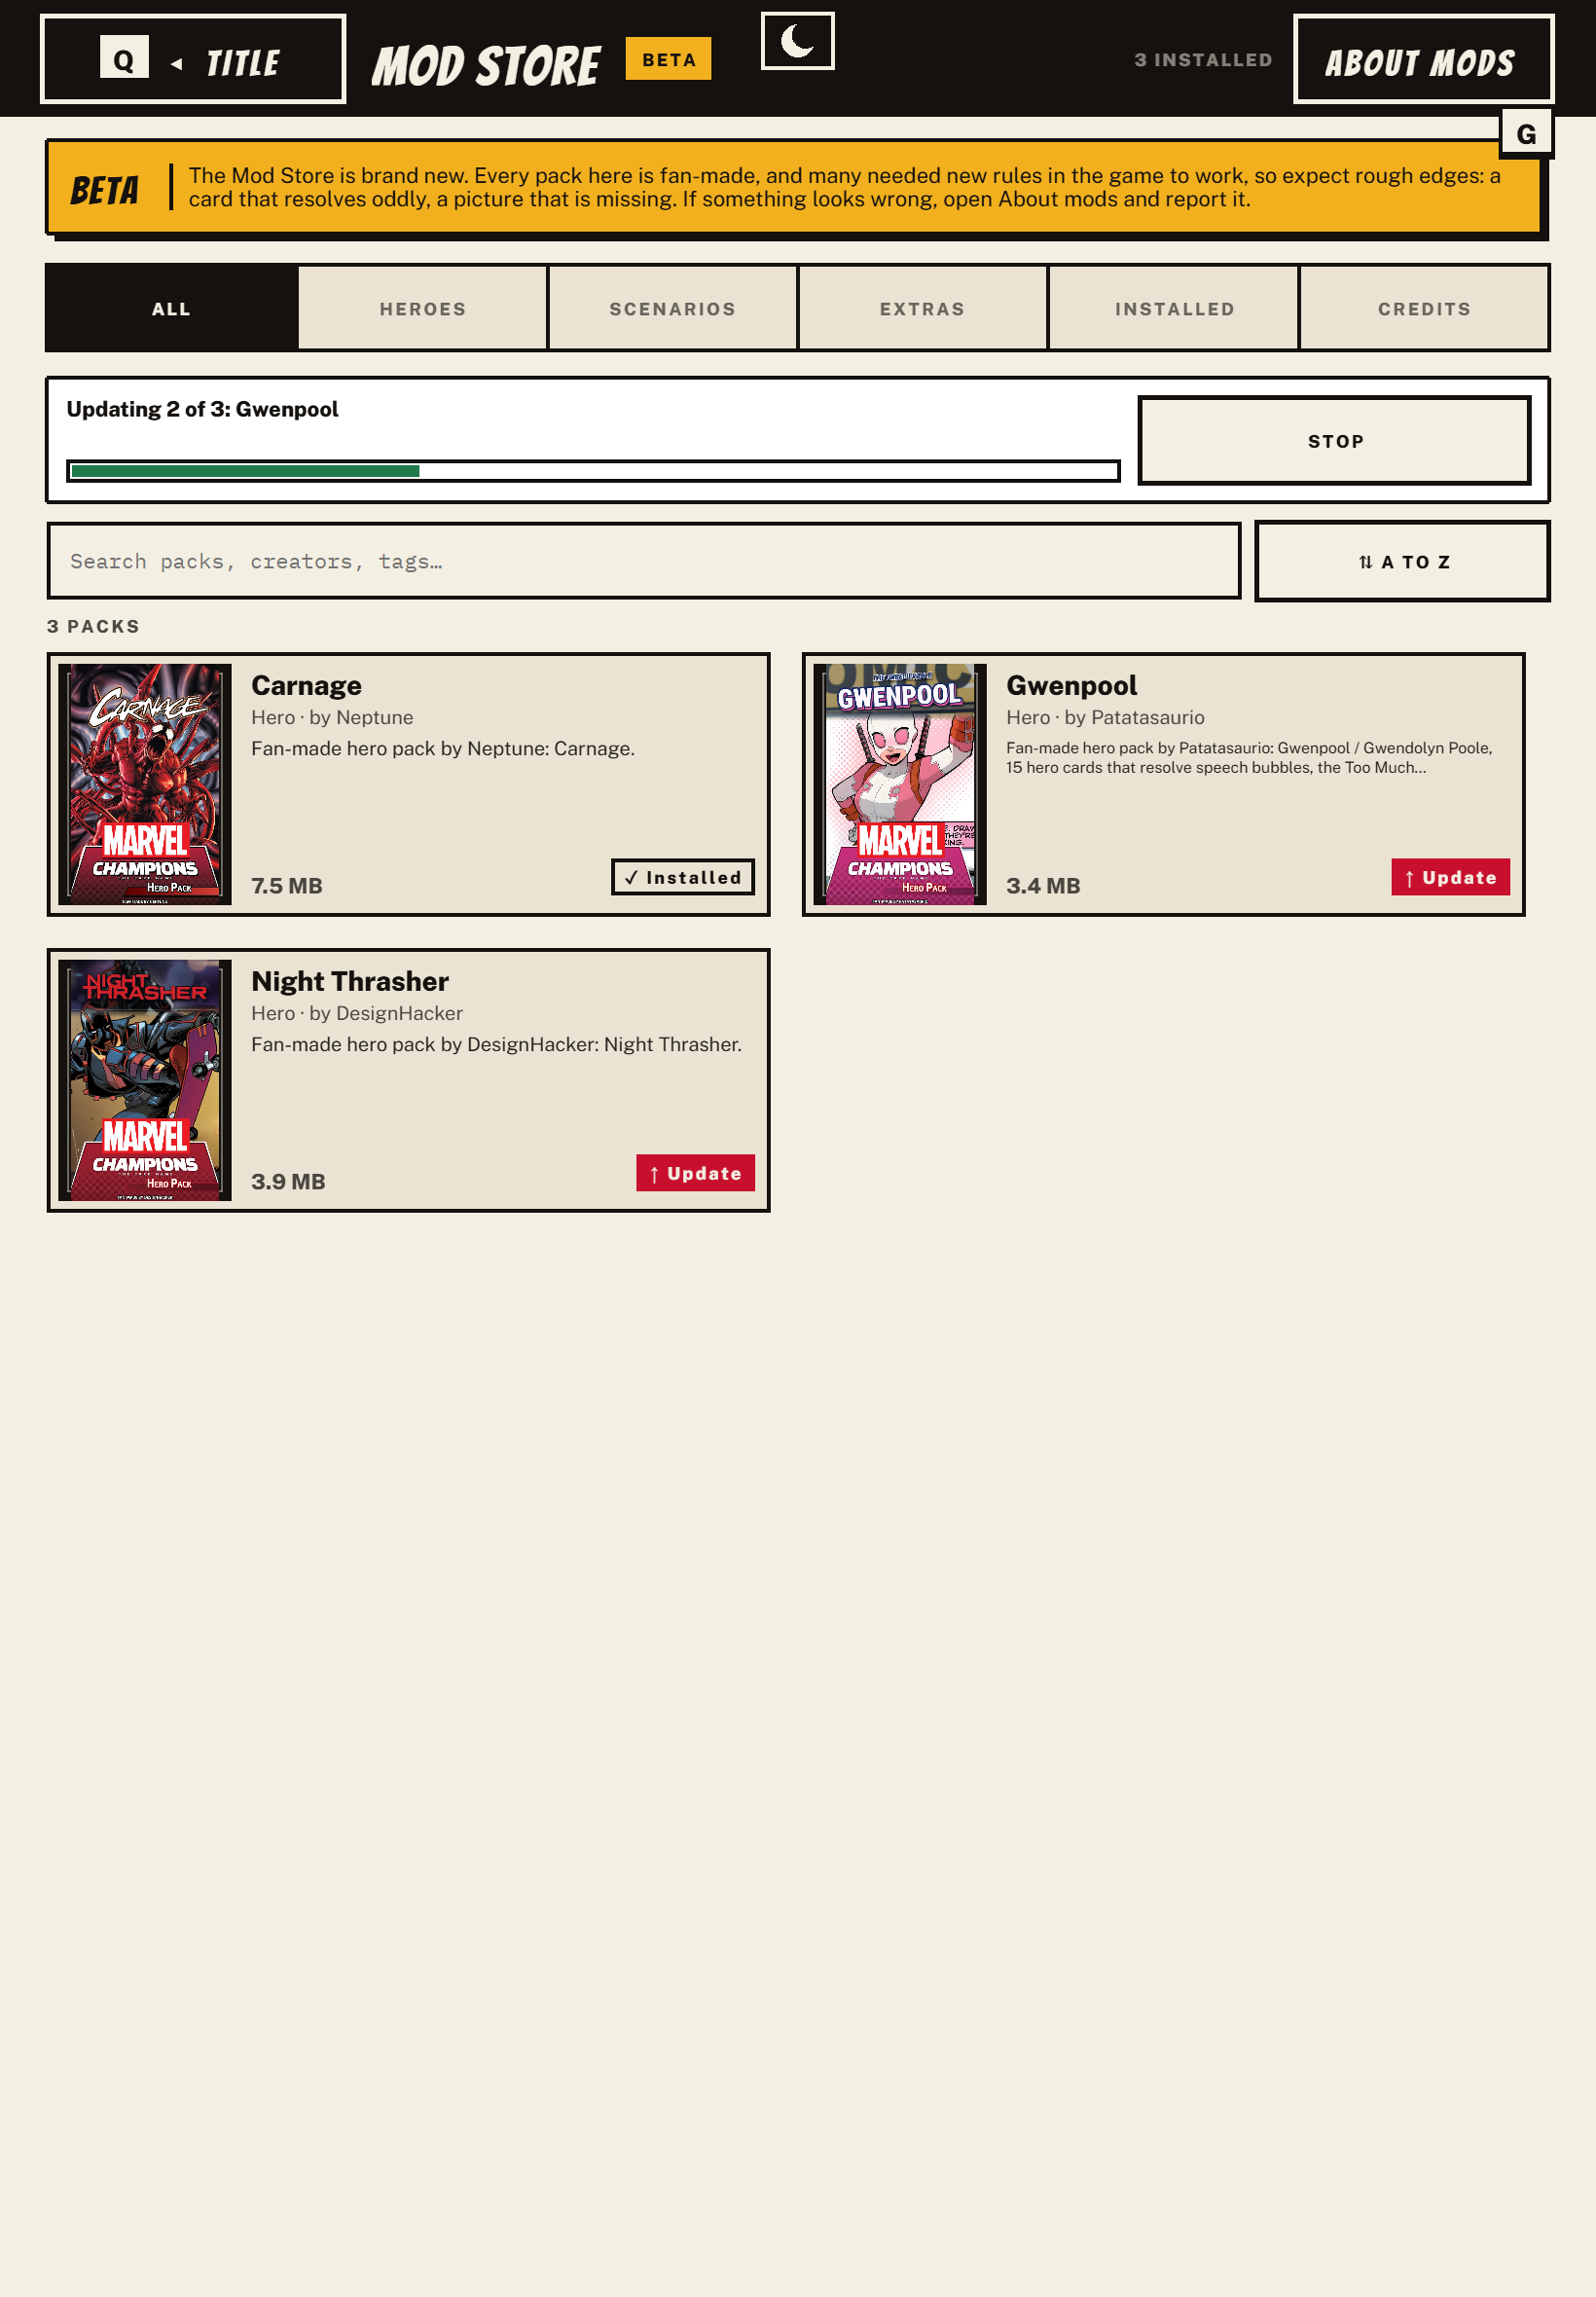 Q ◂ TITLE
MOD STORE
BETA
3 INSTALLED
ABOUT MODS
G
BETA
The Mod Store is brand new. Every pack here is fan-made, and many needed new rules in the game to work, so expect rough edges: a
card that resolves oddly, a picture that is missing. If something looks wrong, open About mods and report it.
ALL
HEROES
SCENARIOS
EXTRAS
INSTALLED
CREDITS
Updating 2 of 3: Gwenpool
STOP
Search packs, creators, tags…
⇅ A TO Z
3 PACKS
CARNAGE
MARVEL
CHAMPIONS
HERO PACK
Carnage
Hero · by Neptune
Fan-made hero pack by Neptune: Carnage.
7.5 MB
✓ Installed
GWENPOOL
MARVEL
CHAMPIONS
HERO PACK
Gwenpool
Hero · by Patatasaurio
Fan-made hero pack by Patatasaurio: Gwenpool / Gwendolyn Poole,
15 hero cards that resolve speech bubbles, the Too Much…
3.4 MB
↑ Update
NIGHT
THRASHER
MARVEL
CHAMPIONS
HERO PACK
Night Thrasher
Hero · by DesignHacker
Fan-made hero pack by DesignHacker: Night Thrasher.
3.9 MB
↑ Update